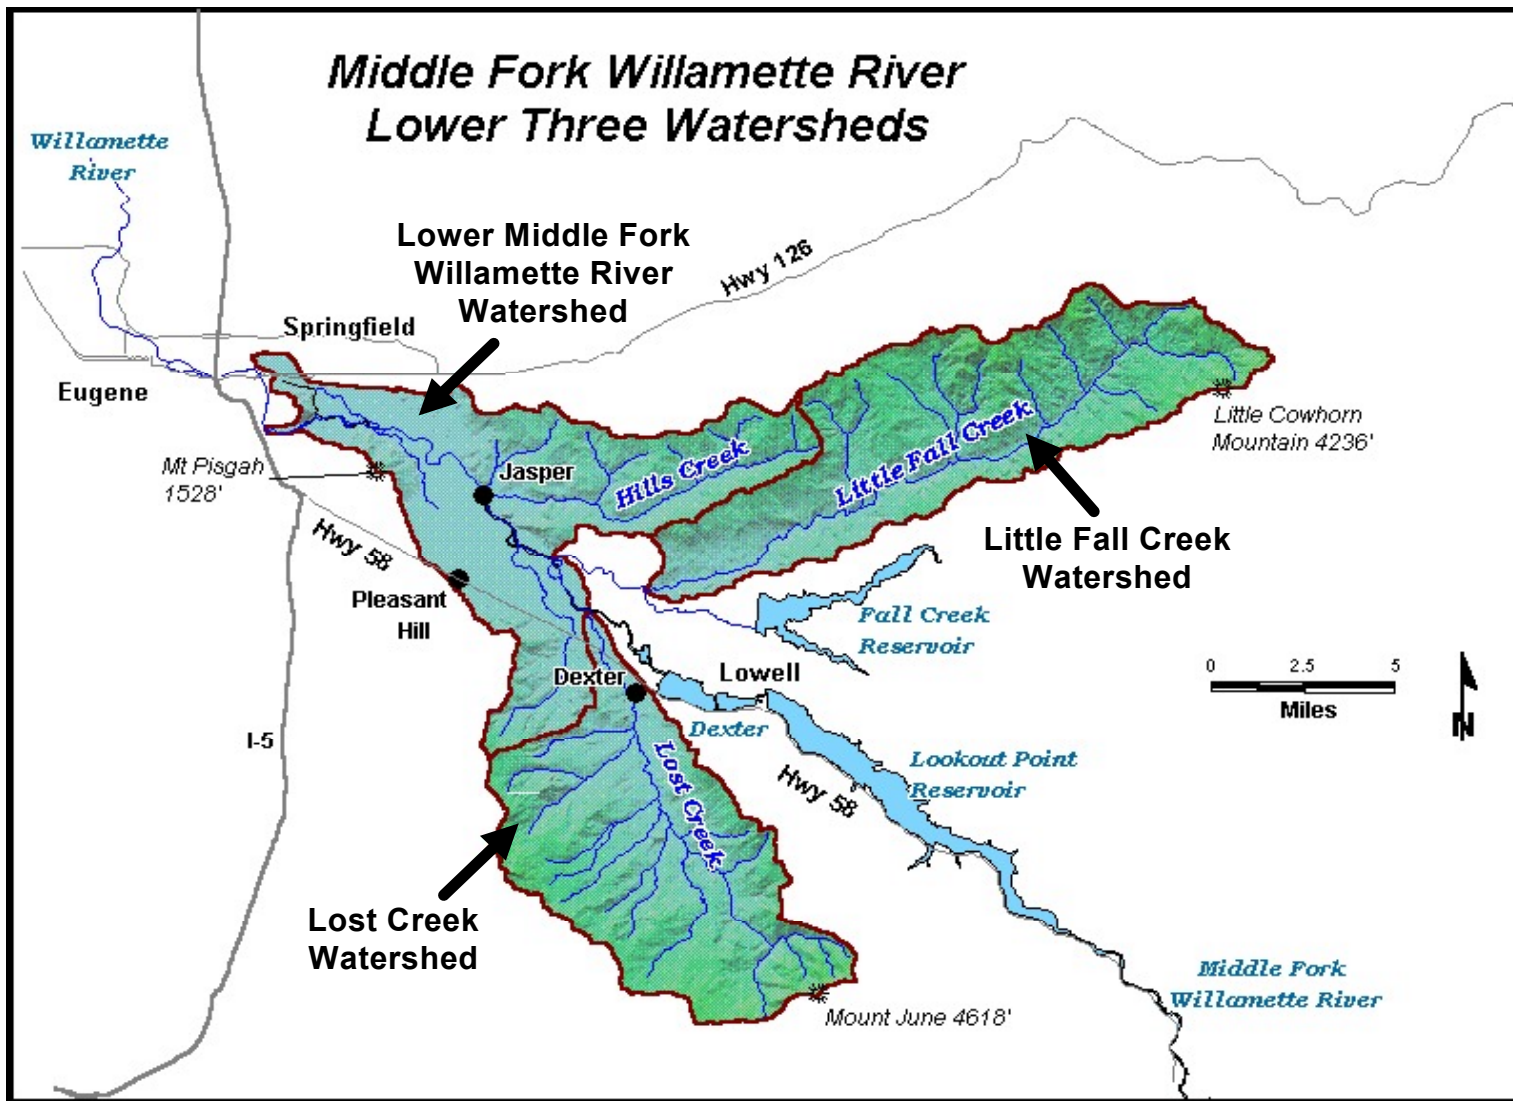 Middle Fork Willamette River
Lower Three Watersheds
Willamette
River
Lower Middle Fork
Willamette River
Watershed
Hwy 126
Springfield
Eugene
Little Cowhorn
Mountain 4236'
Mt Pisgah
1528'
Jasper
Hills Creek
Little Fall Creek
Little Fall Creek
Watershed
Hwy 58
Pleasant
Hill
Fall Creek
Reservoir
0 2.5 5
Miles
N
Dexter
Lowell
Dexter
I-5
Lost Creek
Hwy 58
Lookout Point
Reservoir
Lost Creek
Watershed
Middle Fork
Willamette River
Mount June 4618'